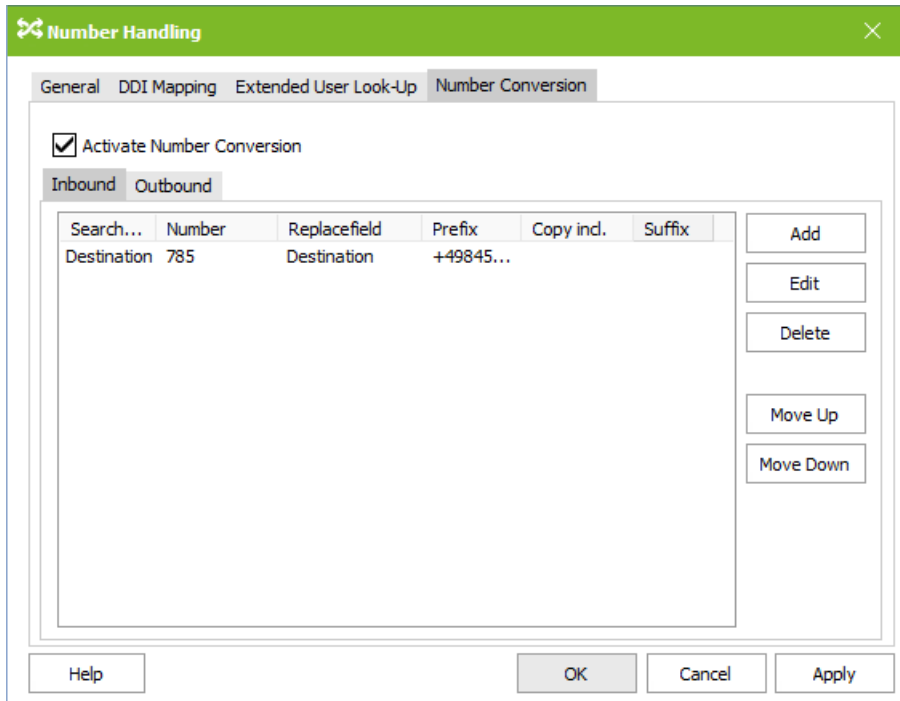 Number Handling
General DDI Mapping Extended User Look-Up Number Conversion
Activate Number Conversion
Inbound Outbound
Search... Number Replacefield Prefix Copy incl. Suffix
Destination 785 Destination +49845...
Add
Edit
Delete
Move Up
Move Down
Help OK Cancel Apply